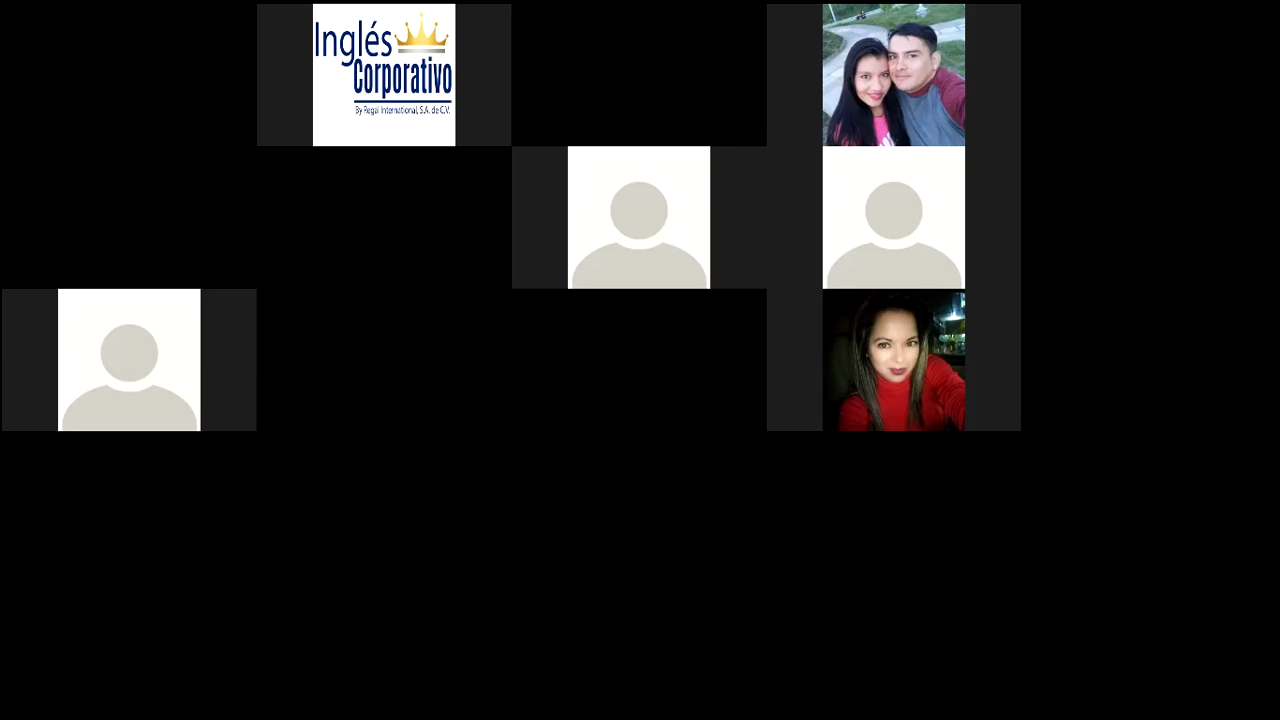 Inglés
Corporativo
By Regal International, S.A. de C.V.